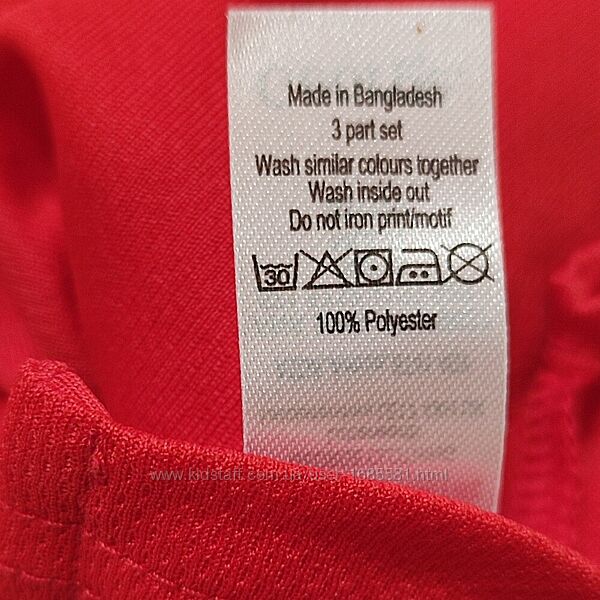 Made in Bangladesh
3 part set
Wash similar colours together
Wash inside out
Do not iron print/motif
30
100% Polyester